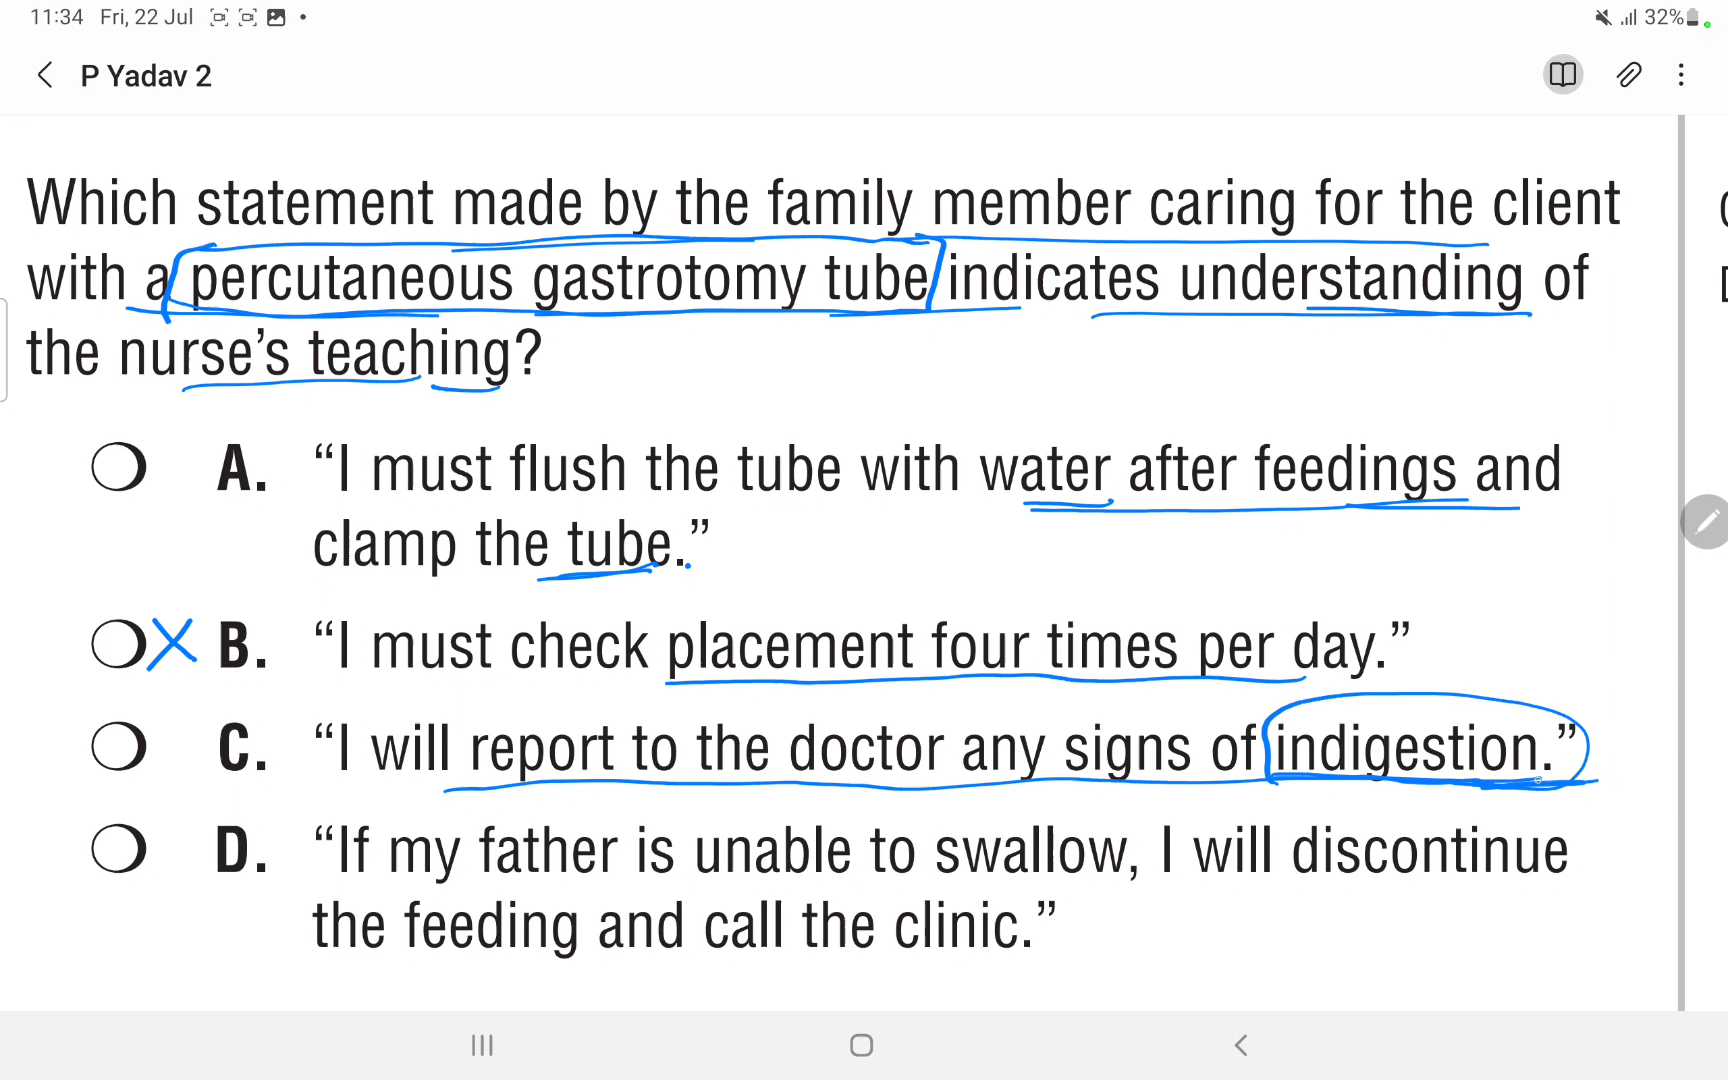 11:34 Fri, 22 Jul 32%
P Yadav 2
Which statement made by the family member caring for the client
with a percutaneous gastrotomy tube indicates understanding of
the nurse’s teaching?
A. “I must flush the tube with water after feedings and
clamp the tube.”
B. “I must check placement four times per day.”
C. “I will report to the doctor any signs of indigestion.”
D. “If my father is unable to swallow, I will discontinue
the feeding and call the clinic.”